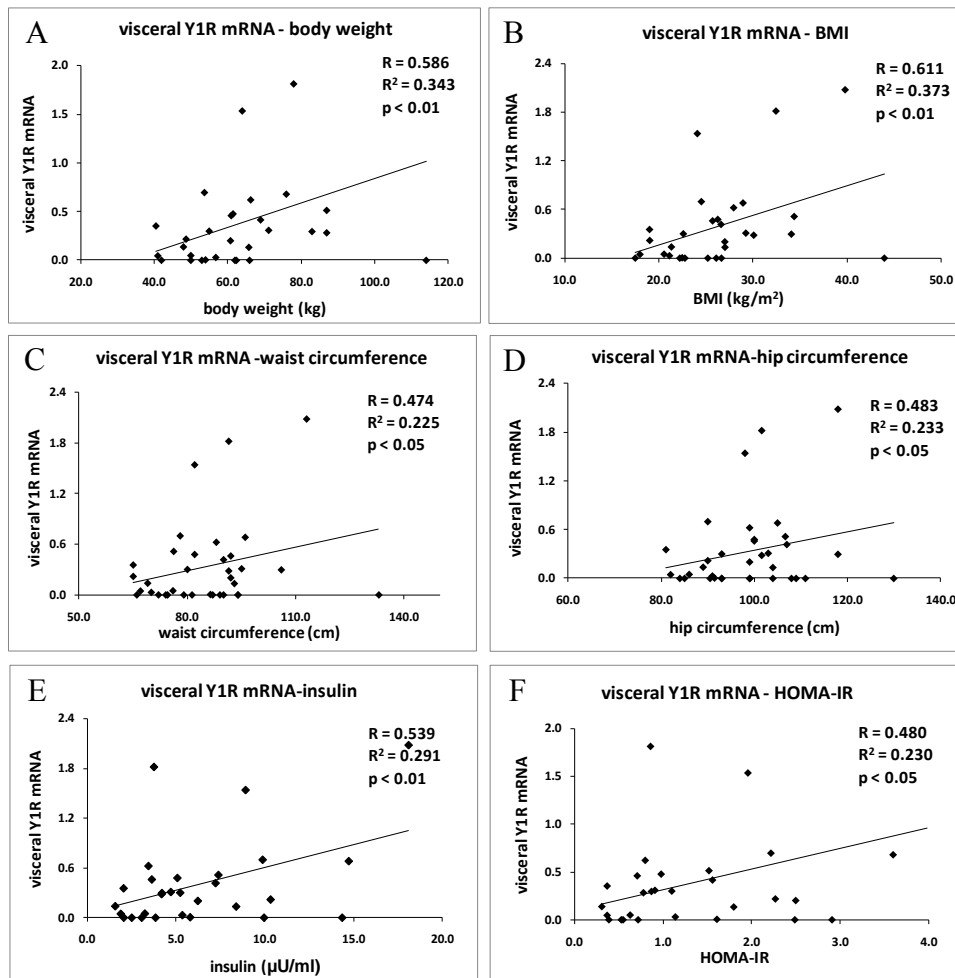 A
visceral Y1R mRNA - body weight
R = 0.586
R² = 0.343
p < 0.01
visceral Y1R mRNA
2.0
1.5
1.0
0.5
0.0
20.0 40.0 60.0 80.0 100.0 120.0
body weight (kg)
B
visceral Y1R mRNA - BMI
R = 0.611
R² = 0.373
p < 0.01
visceral Y1R mRNA
2.4
1.8
1.2
0.6
0.0
10.0 20.0 30.0 40.0 50.0
BMI (kg/m²)
C
visceral Y1R mRNA -waist circumference
R = 0.474
R² = 0.225
p < 0.05
visceral Y1R mRNA
2.4
1.8
1.2
0.6
0.0
50.0 80.0 110.0 140.0
waist circumference (cm)
D
visceral Y1R mRNA-hip circumference
R = 0.483
R² = 0.233
p < 0.05
visceral Y1R mRNA
2.4
1.8
1.2
0.6
0.0
60.0 80.0 100.0 120.0 140.0
hip circumference (cm)
E
visceral Y1R mRNA-insulin
R = 0.539
R² = 0.291
p < 0.01
visceral Y1R mRNA
2.4
1.8
1.2
0.6
0.0
0.0 5.0 10.0 15.0 20.0
insulin (µU/ml)
F
visceral Y1R mRNA - HOMA-IR
R = 0.480
R² = 0.230
p < 0.05
visceral Y1R mRNA
2.0
1.5
1.0
0.5
0.0
0.0 1.0 2.0 3.0 4.0
HOMA-IR